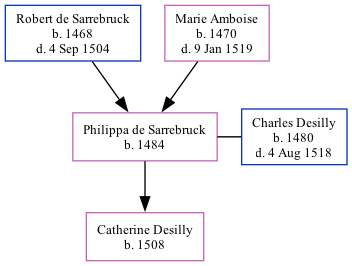 Robert de Sarrebruck
b. 1468
d. 4 Sep 1504
Marie Amboise
b. 1470
d. 9 Jan 1519
Philippa de Sarrebruck
b. 1484
Charles Desilly
b. 1480
d. 4 Aug 1518
Catherine Desilly
b. 1508